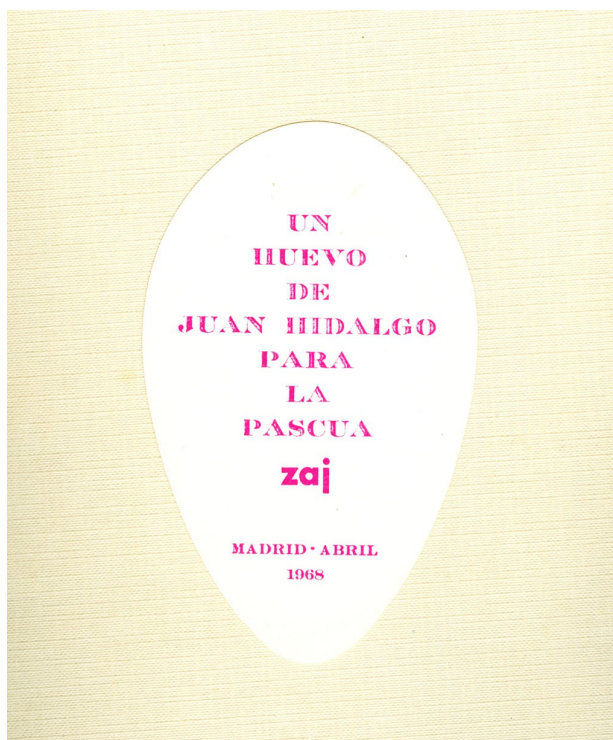 UN
HUEVO
DE
JUAN HIDALGO
PARA
LA
PASCUA
zaj
MADRID · ABRIL
1968